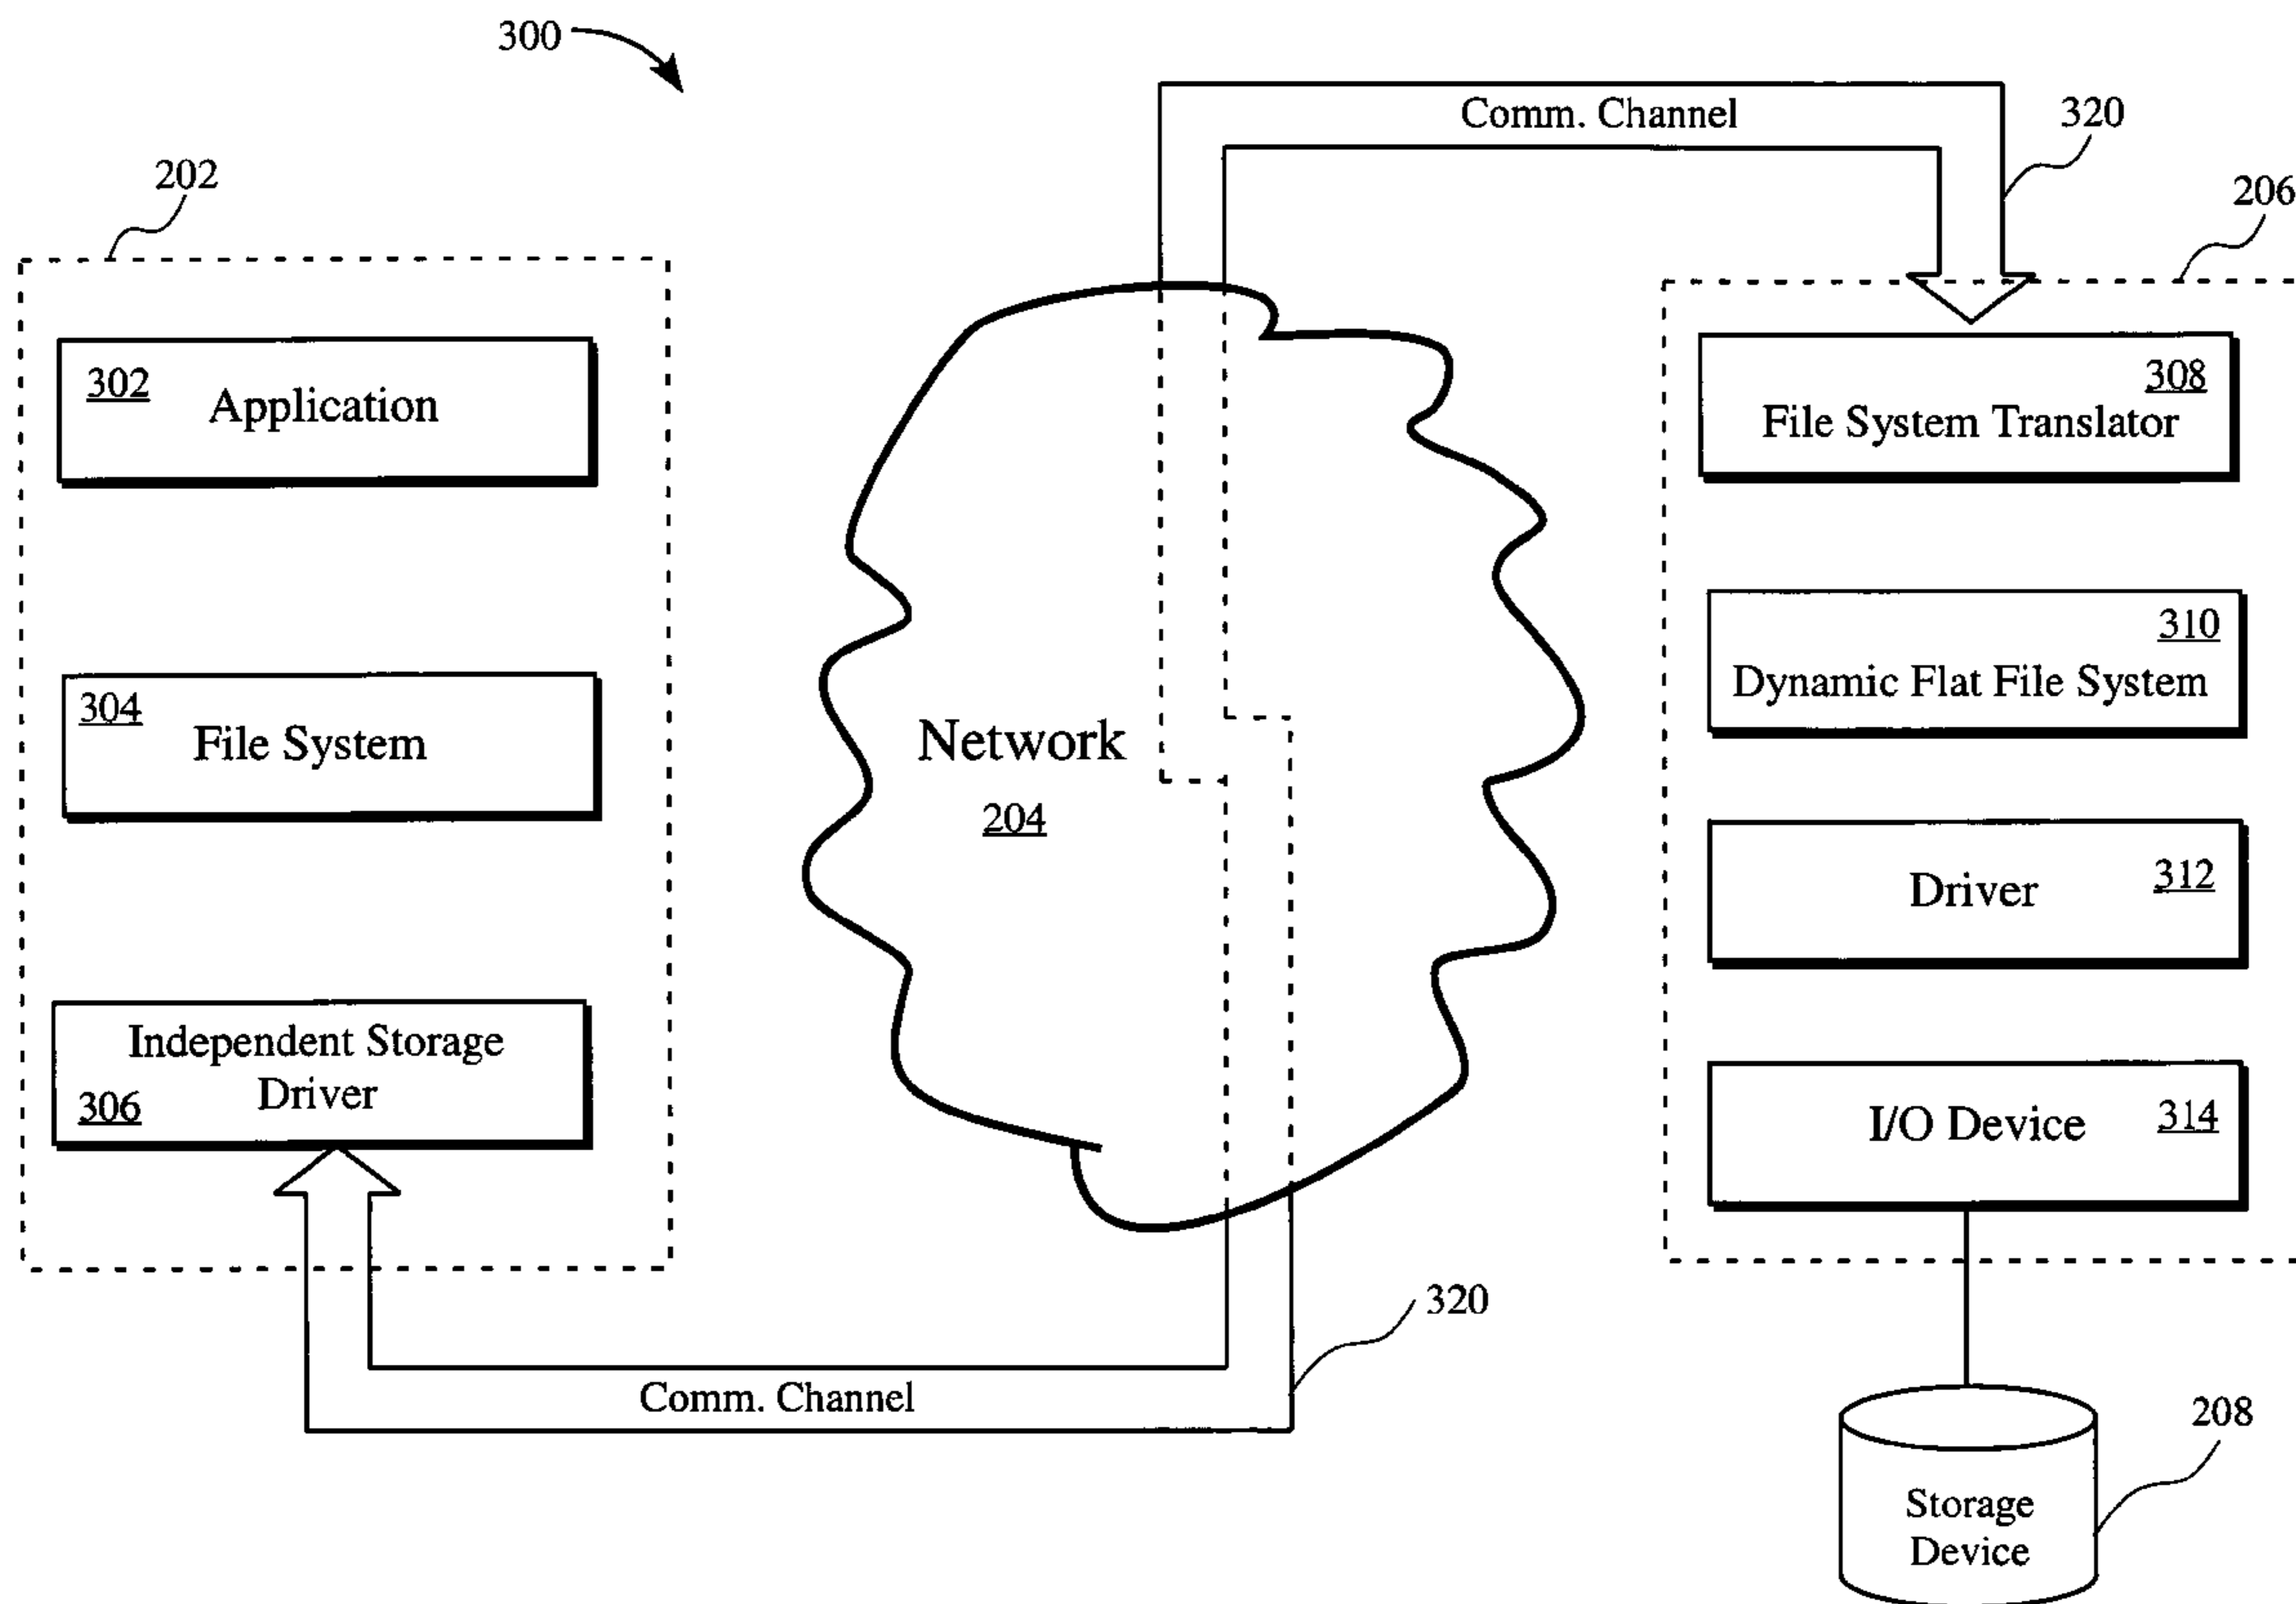 300
Comm. Channel
320
202
206
302
Application
308
File System Translator
310
Dynamic Flat File System
304
File System
Network
204
312
Driver
Independent Storage
Driver
306
I/O Device
314
320
Comm. Channel
208
Storage
Device